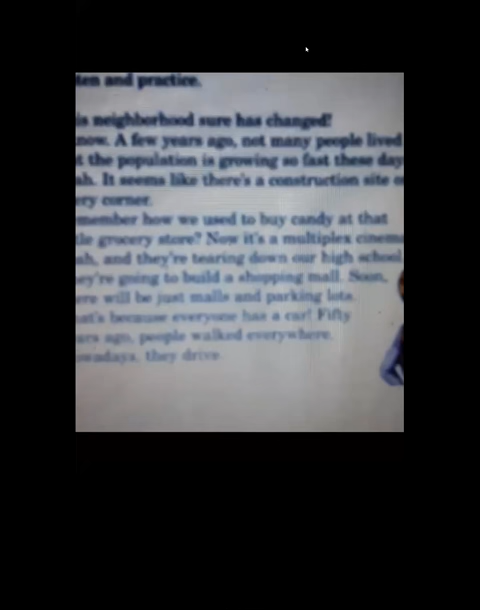 ten and practice.
is neighborhood sure has changed!
now. A few years ago, not many people lived
t the population is growing so fast these day
ah. It seems like there's a construction site o
ery corner.
member how we used to buy candy at that
tle grocery store? Now it's a multiplex cinema
ah, and they're tearing down our high school
ey're going to build a shopping mall. Soon,
ere will be just malls and parking lots.
at's because everyone has a car! Fifty
ars ago, people walked everywhere.
owadays, they drive.